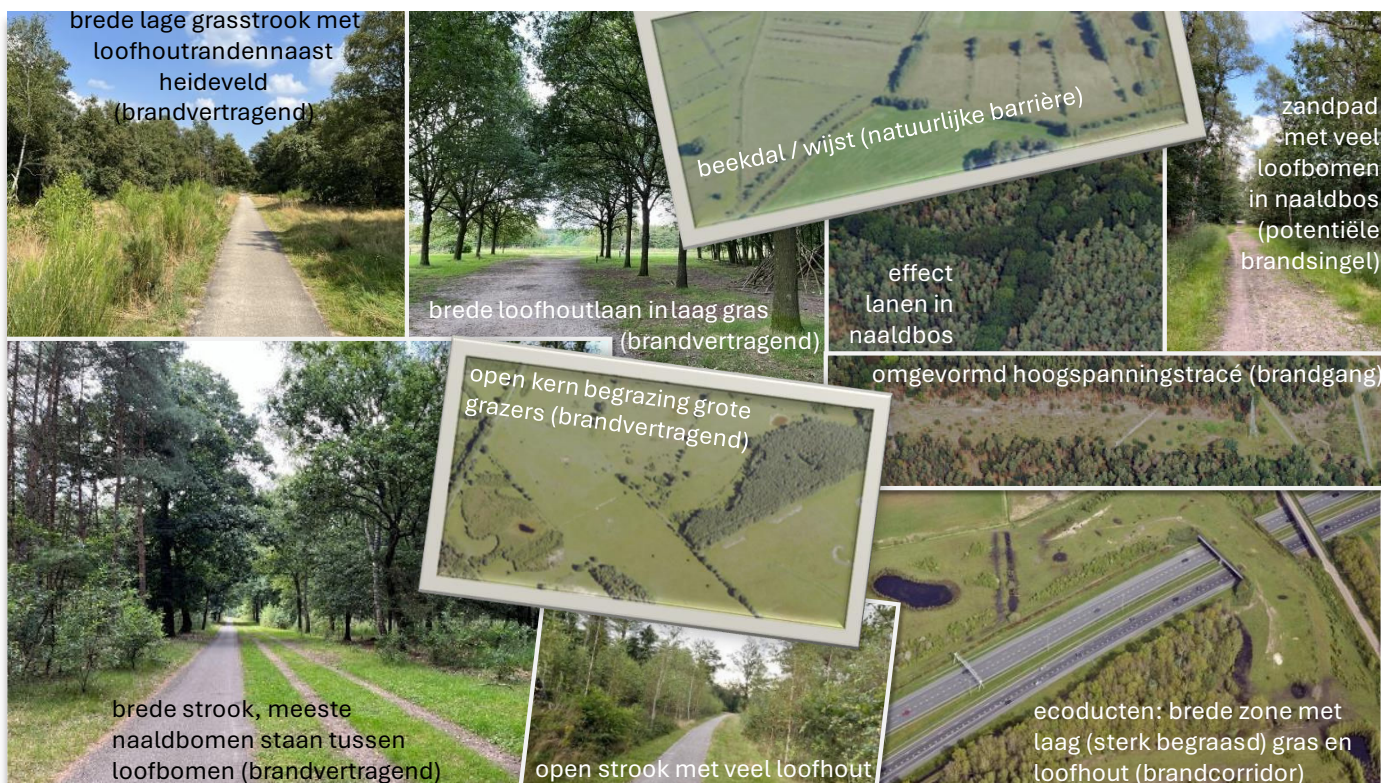 brede lage grasstrook met
loofhoutrandennaast
heideveld
(brandvertragend)
brede loofhoutlaan inlaag gras
(brandvertragend)
beekdal / wijst (natuurlijke barrière)
effect
lanen in
naaldbos
zandpad
met veel
loofbomen
in naaldbos
(potentiële
brandsingel)
omgevormd hoogspanningstracé (brandgang)
open kern begrazing grote
grazers (brandvertragend)
brede strook, meeste
naaldbomen staan tussen
loofbomen (brandvertragend)
open strook met veel loofhout
ecoducten: brede zone met
laag (sterk begraasd) gras en
loofhout (brandcorridor)